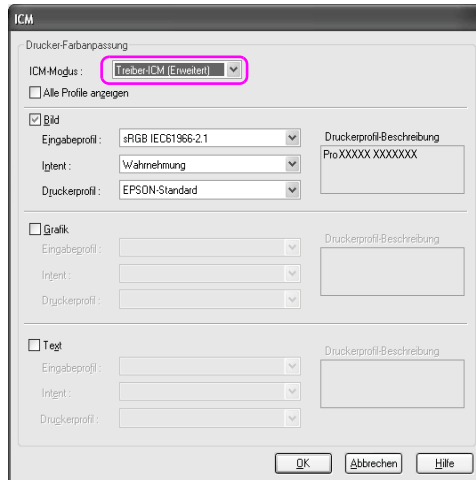 ICM
Drucker-Farbanpassung
ICM-Modus : Treiber-ICM (Erweitert)
Alle Profile anzeigen
Bild
Eingabeprofil : sRGB IEC61966-2.1 Druckerprofil-Beschreibung
Pro XXXXX XXXXXXX
Intent : Wahrnehmung
Druckerprofil : EPSON-Standard
Grafik
Eingabeprofil : Druckerprofil-Beschreibung
Intent :
Druckerprofil :
Text
Eingabeprofil : Druckerprofil-Beschreibung
Intent :
Druckerprofil :
OK Abbrechen Hilfe